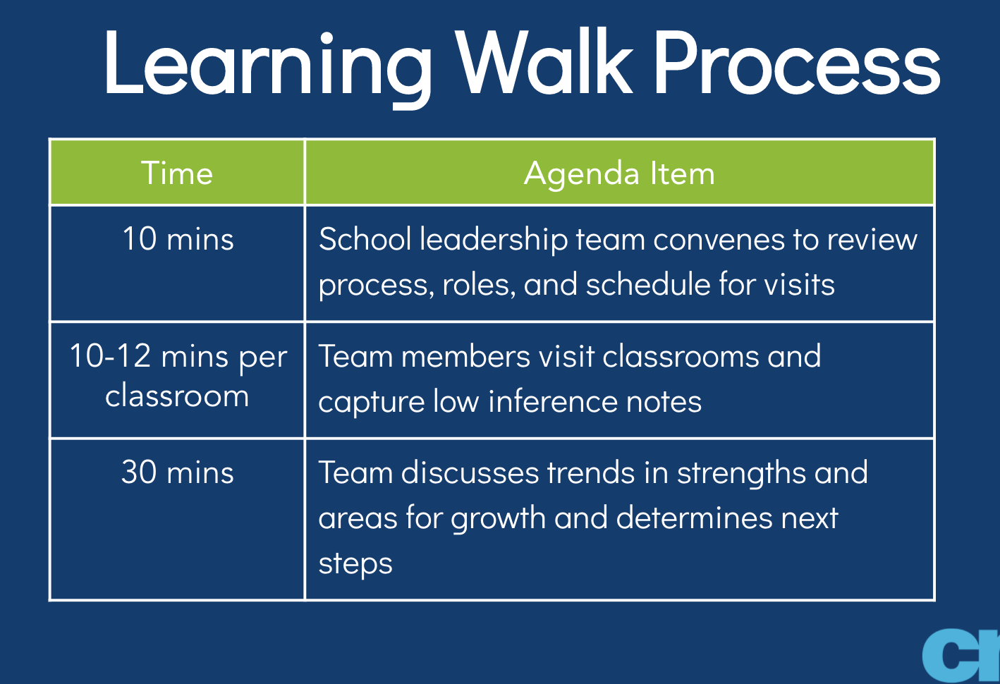 Learning Walk Process
Time
Agenda Item
10 mins
School leadership team convenes to review
process, roles, and schedule for visits
10-12 mins per
classroom
Team members visit classrooms and
capture low inference notes
30 mins
Team discusses trends in strengths and
areas for growth and determines next
steps